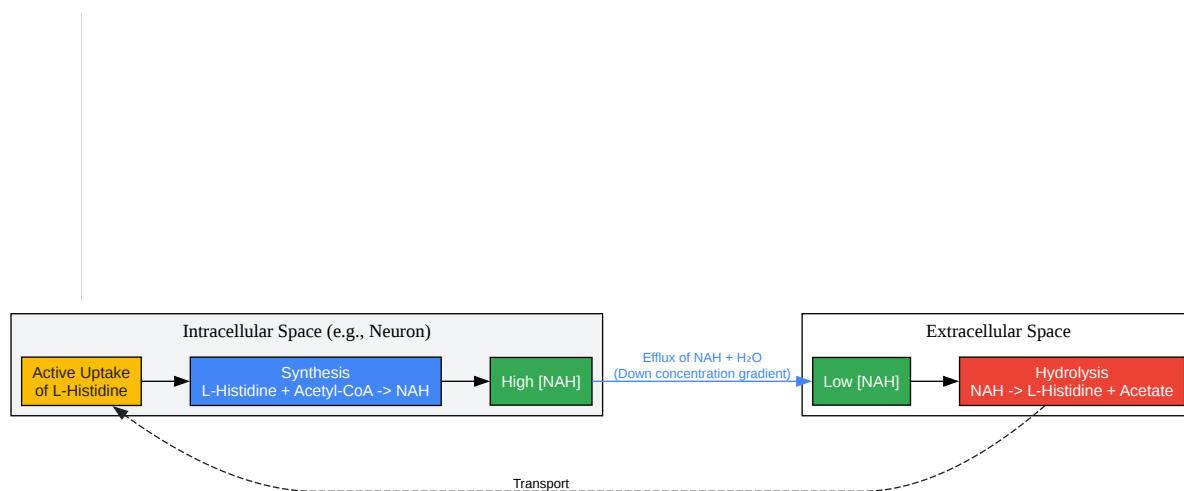 Intracellular Space (e.g., Neuron)
Active Uptake
of L-Histidine
Synthesis
L-Histidine + Acetyl-CoA -> NAH
High [NAH]
Efflux of NAH + H₂O
(Down concentration gradient)
Extracellular Space
Low [NAH]
Hydrolysis
NAH -> L-Histidine + Acetate
Transport